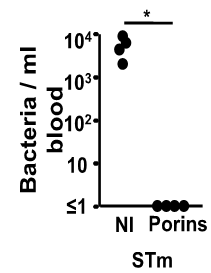 *
Bacteria / ml
blood
10⁴
10³
10²
10
≤1
NI Porins
STm